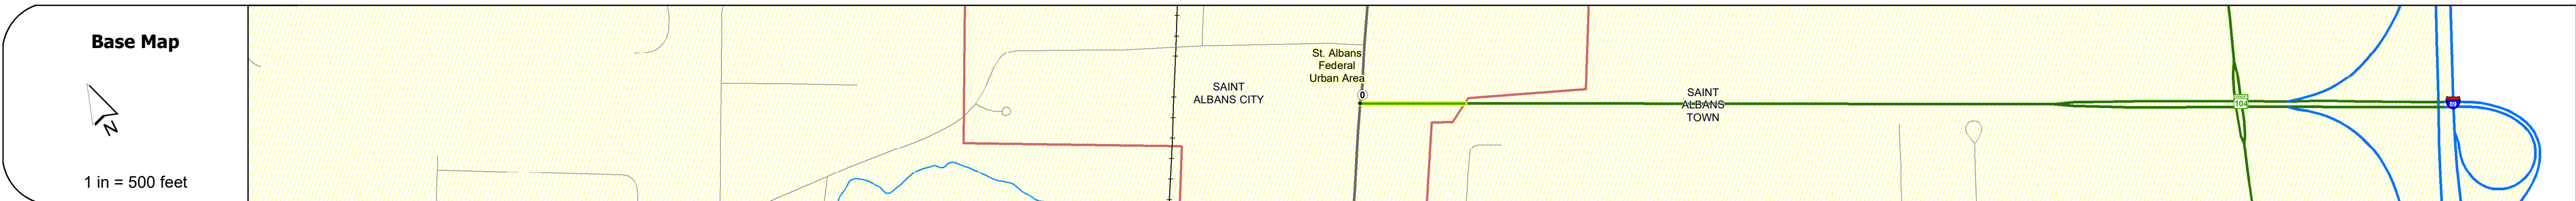 Base Map
N
1 in = 500 feet
SAINT
ALBANS CITY
St. Albans
Federal
Urban Area
0
SAINT
ALBANS
TOWN
104
89